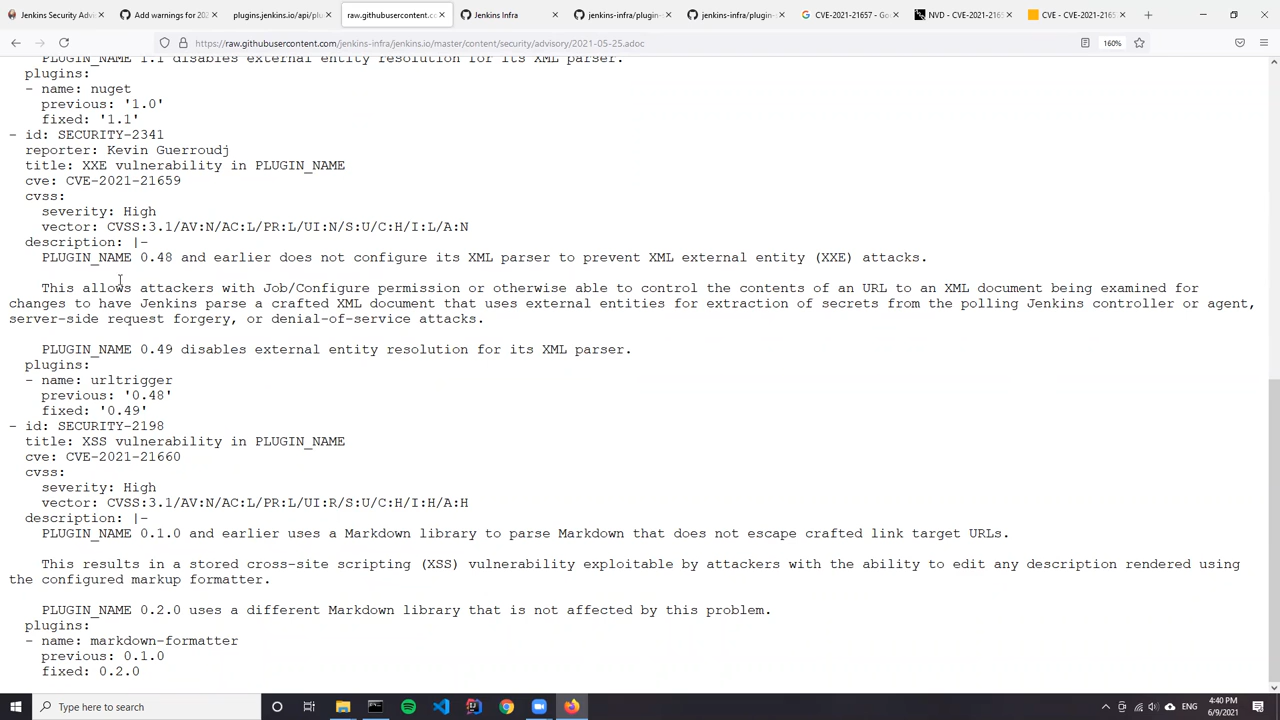 Jenkins Security Advi
Add warnings for 202
plugins.jenkins.io/api/plu
raw.githubusercontent.c
Jenkins Infra
jenkins-infra/plugin-
jenkins-infra/plugin-
CVE-2021-21657 - Go
NVD - CVE-2021-2165
CVE - CVE-2021-2165
https://raw.githubusercontent.com/jenkins-infra/jenkins.io/master/content/security/advisory/2021-05-25.adoc
160%
PLUGIN_NAME 1.1 disables external entity resolution for its XML parser.
plugins:
- name: nuget
previous: '1.0'
fixed: '1.1'
- id: SECURITY-2341
reporter: Kevin Guerroudj
title: XXE vulnerability in PLUGIN_NAME
cve: CVE-2021-21659
cvss:
severity: High
vector: CVSS:3.1/AV:N/AC:L/PR:L/UI:N/S:U/C:H/I:L/A:N
description: |-
PLUGIN_NAME 0.48 and earlier does not configure its XML parser to prevent XML external entity (XXE) attacks.
This allows attackers with Job/Configure permission or otherwise able to control the contents of an URL to an XML document being examined for
changes to have Jenkins parse a crafted XML document that uses external entities for extraction of secrets from the polling Jenkins controller or agent,
server-side request forgery, or denial-of-service attacks.
PLUGIN_NAME 0.49 disables external entity resolution for its XML parser.
plugins:
- name: urltrigger
previous: '0.48'
fixed: '0.49'
- id: SECURITY-2198
title: XSS vulnerability in PLUGIN_NAME
cve: CVE-2021-21660
cvss:
severity: High
vector: CVSS:3.1/AV:N/AC:L/PR:L/UI:R/S:U/C:H/I:H/A:H
description: |-
PLUGIN_NAME 0.1.0 and earlier uses a Markdown library to parse Markdown that does not escape crafted link target URLs.
This results in a stored cross-site scripting (XSS) vulnerability exploitable by attackers with the ability to edit any description rendered using
the configured markup formatter.
PLUGIN_NAME 0.2.0 uses a different Markdown library that is not affected by this problem.
plugins:
- name: markdown-formatter
previous: 0.1.0
fixed: 0.2.0
Type here to search
ENG
4:40 PM
6/9/2021